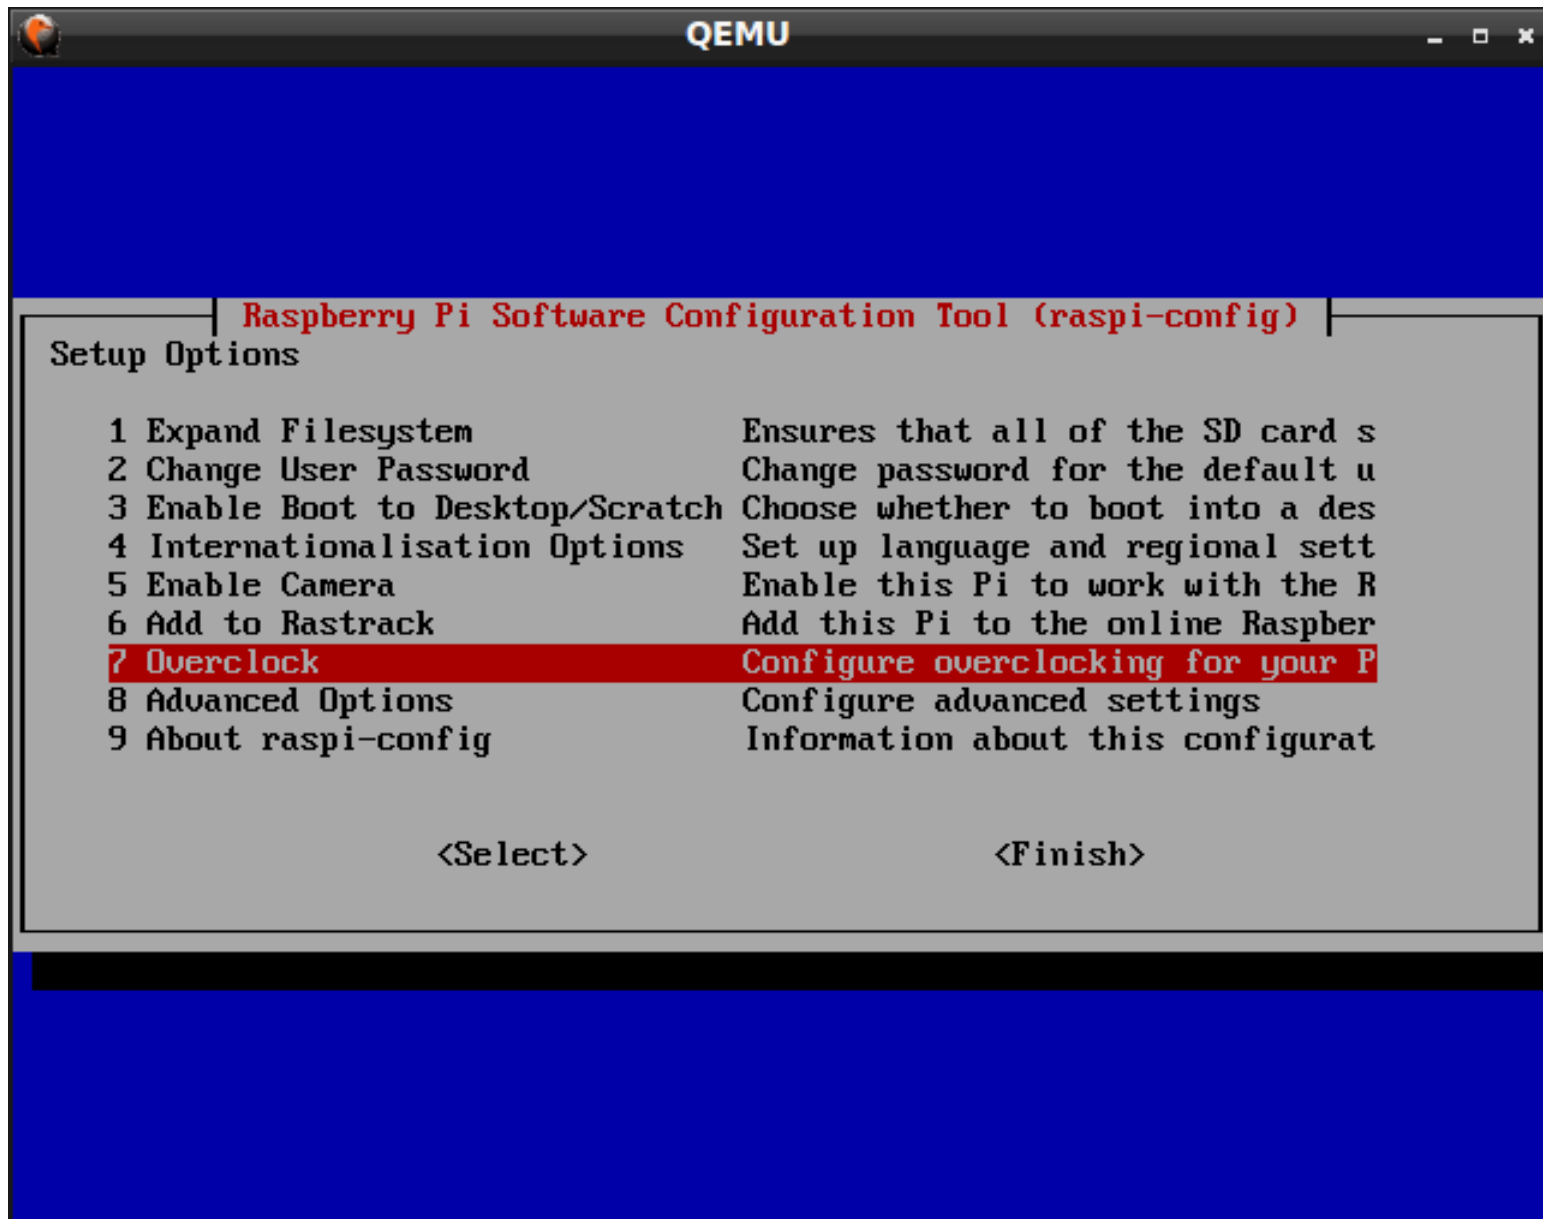 QEMU
Raspberry Pi Software Configuration Tool (raspi-config)
Setup Options
1 Expand Filesystem Ensures that all of the SD card s
2 Change User Password Change password for the default u
3 Enable Boot to Desktop/Scratch Choose whether to boot into a des
4 Internationalisation Options Set up language and regional sett
5 Enable Camera Enable this Pi to work with the R
6 Add to Rastrack Add this Pi to the online Raspber
7 Overclock Configure overclocking for your P
8 Advanced Options Configure advanced settings
9 About raspi-config Information about this configurat
<Select> <Finish>